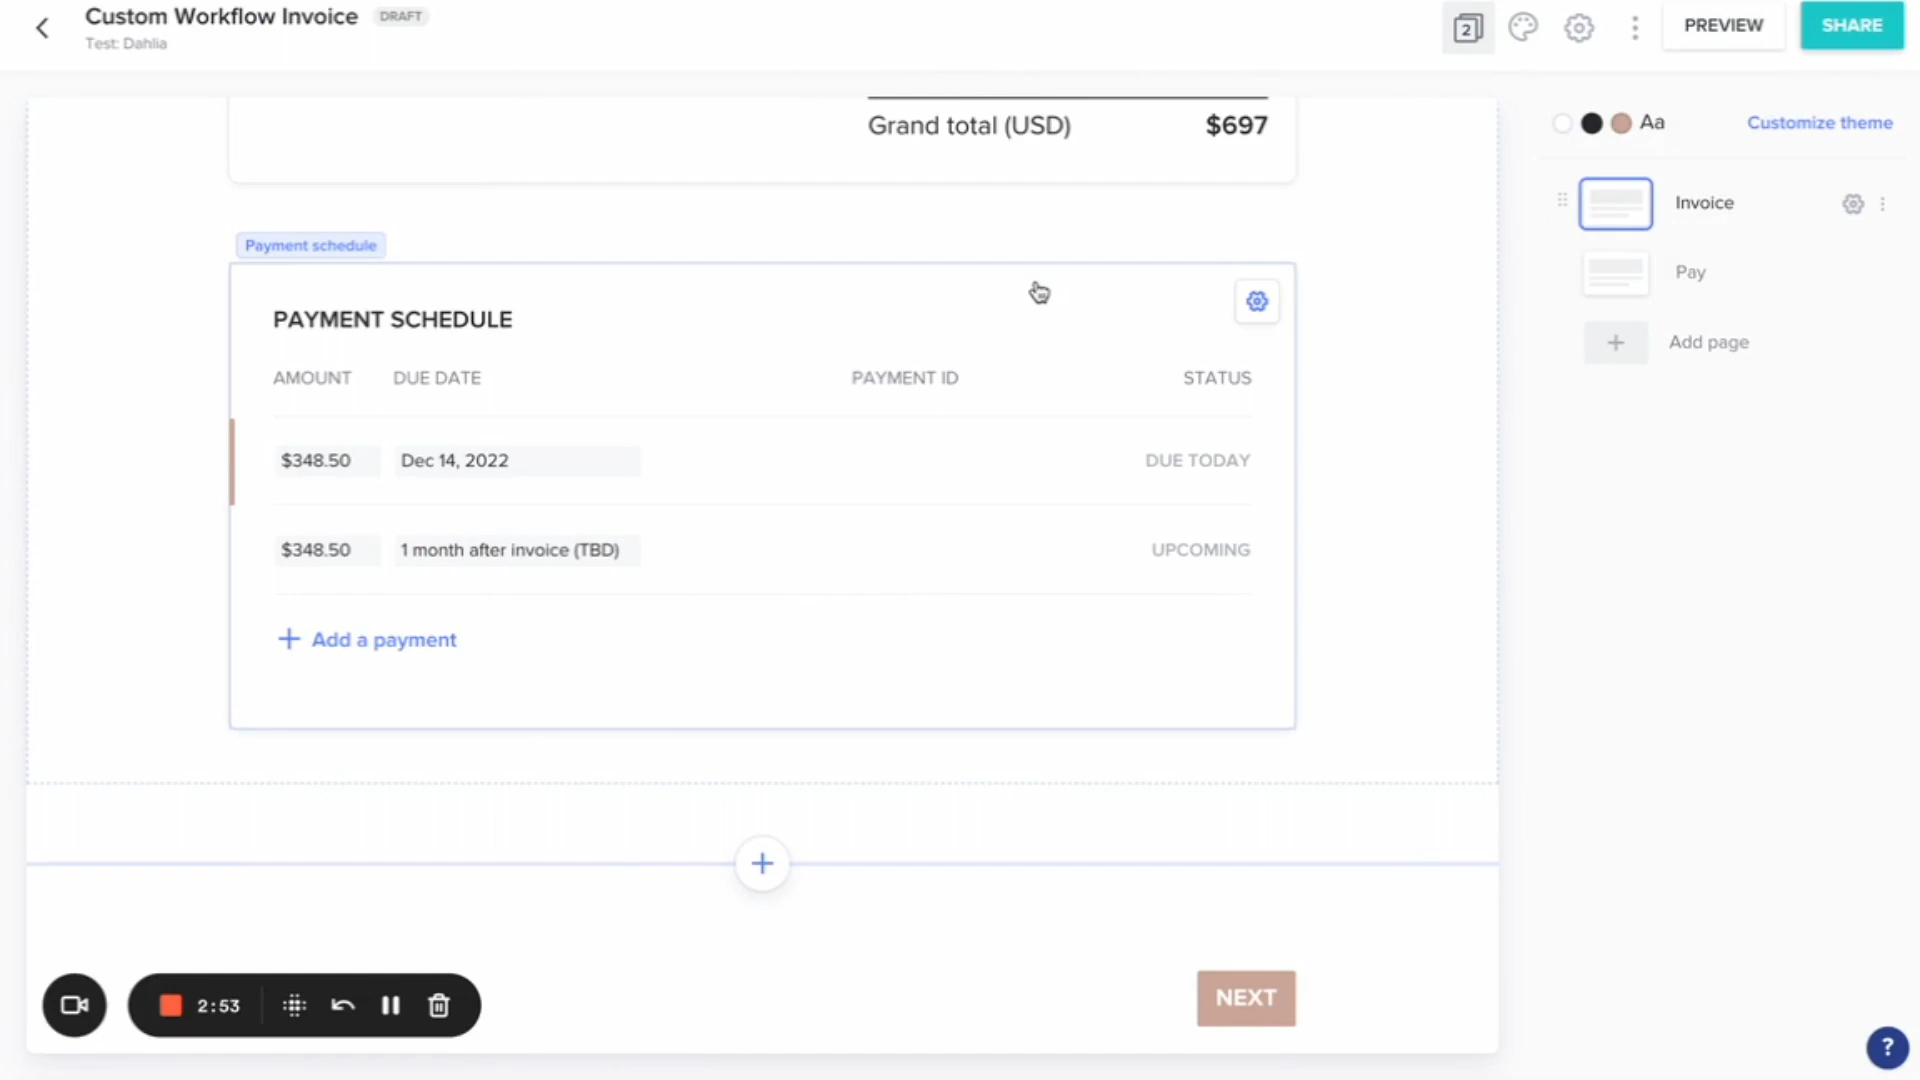 Custom Workflow Invoice DRAFT
Test: Dahlia
2
PREVIEW
SHARE
Grand total (USD) $697
Aa
Customize theme
Invoice
Pay
+ Add page
Payment schedule
PAYMENT SCHEDULE
AMOUNT DUE DATE PAYMENT ID STATUS
$348.50 Dec 14, 2022 DUE TODAY
$348.50 1 month after invoice (TBD) UPCOMING
+ Add a payment
+
2:53
NEXT
?